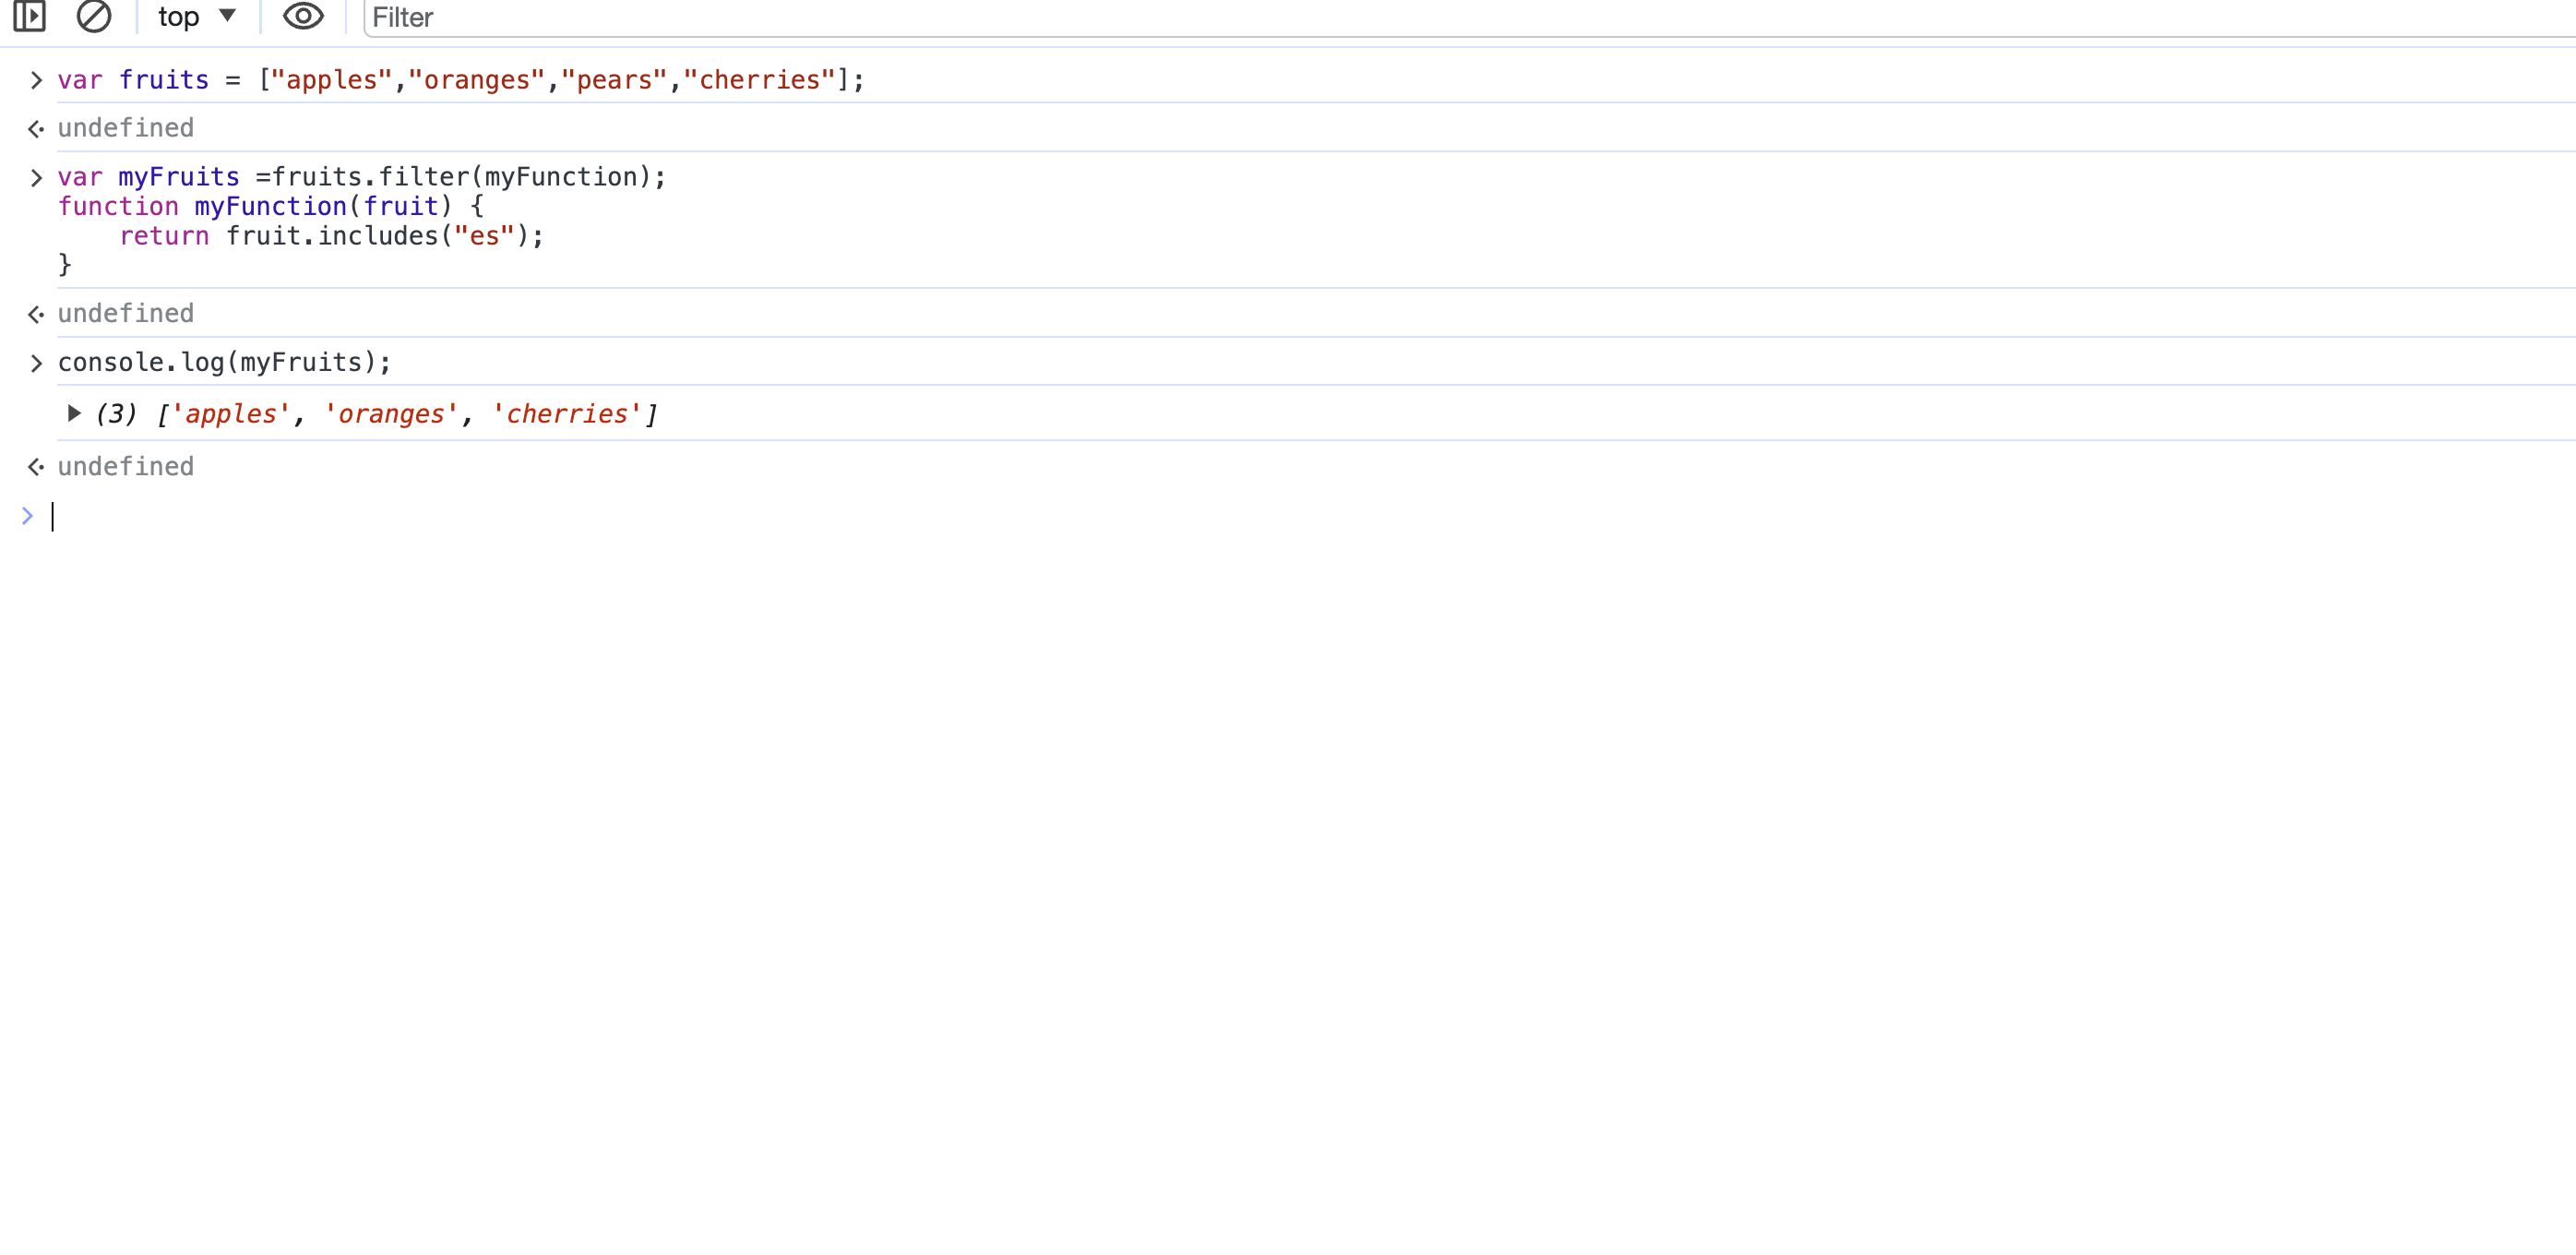 top Filter
var fruits = ["apples","oranges","pears","cherries"];
undefined
var myFruits =fruits.filter(myFunction);
function myFunction(fruit) {
    return fruit.includes("es");
}
undefined
console.log(myFruits);
(3) ['apples', 'oranges', 'cherries']
undefined